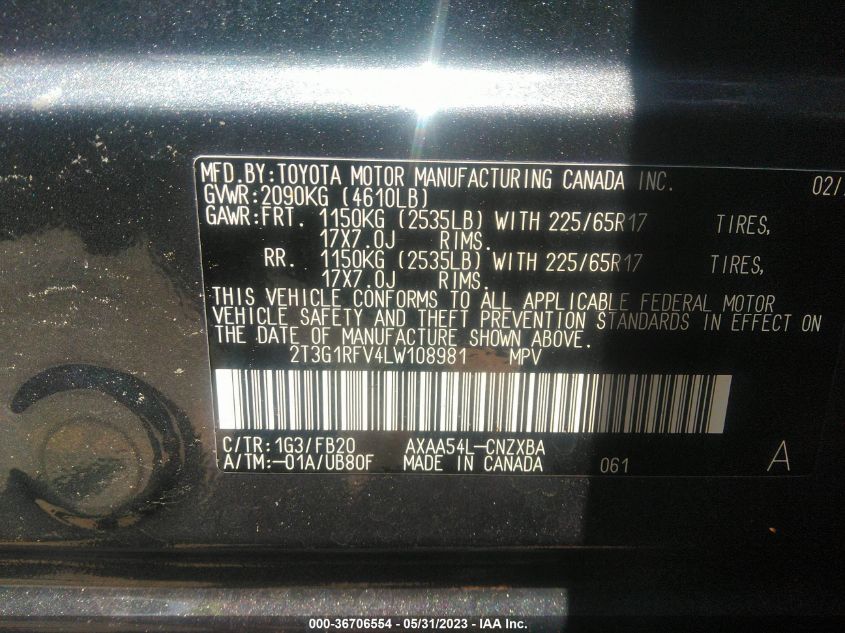 MFD.BY:TOYOTA MOTOR MANUFACTURING CANADA INC. 02/
GVWR:2090KG (4610LB)
GAWR:FRT. 1150KG (2535LB) WITH 225/65R17 TIRES,
17X7.0J RIMS.
RR. 1150KG (2535LB) WITH 225/65R17 TIRES,
17X7.0J RIMS.
THIS VEHICLE CONFORMS TO ALL APPLICABLE FEDERAL MOTOR
VEHICLE SAFETY AND THEFT PREVENTION STANDARDS IN EFFECT ON
THE DATE OF MANUFACTURE SHOWN ABOVE.
2T3G1RFV4LW108981 MPV
C/TR:1G3/FB20 AXAA54L-CNZXBA
A/TM:-01A/UB80F MADE IN CANADA 061 A
000-36706554 - 05/31/2023 - IAA Inc.